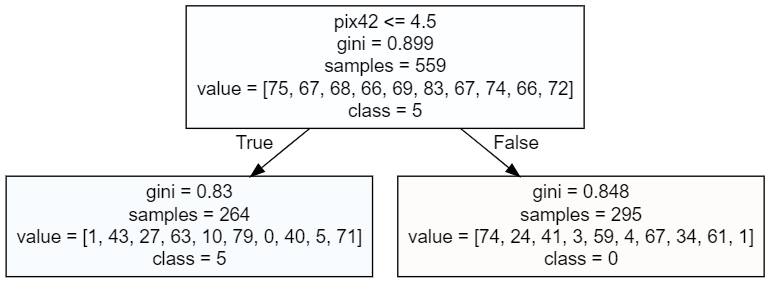 pix42 <= 4.5
gini = 0.899
samples = 559
value = [75, 67, 68, 66, 69, 83, 67, 74, 66, 72]
class = 5
True
False
gini = 0.83
samples = 264
value = [1, 43, 27, 63, 10, 79, 0, 40, 5, 71]
class = 5
gini = 0.848
samples = 295
value = [74, 24, 41, 3, 59, 4, 67, 34, 61, 1]
class = 0